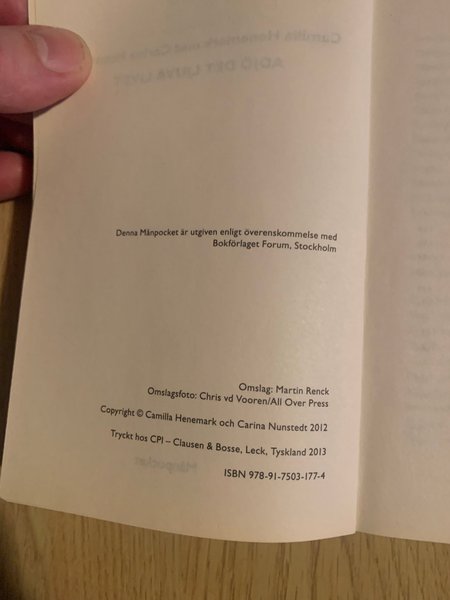 Denna Månpocket är utgiven enligt överenskommelse med
Bokförlaget Forum, Stockholm
Omslag: Martin Renck
Omslagsfoto: Chris vd Vooren/All Over Press
Copyright © Camilla Henemark och Carina Nunstedt 2012
Tryckt hos CPI – Clausen & Bosse, Leck, Tyskland 2013
ISBN 978-91-7503-177-4